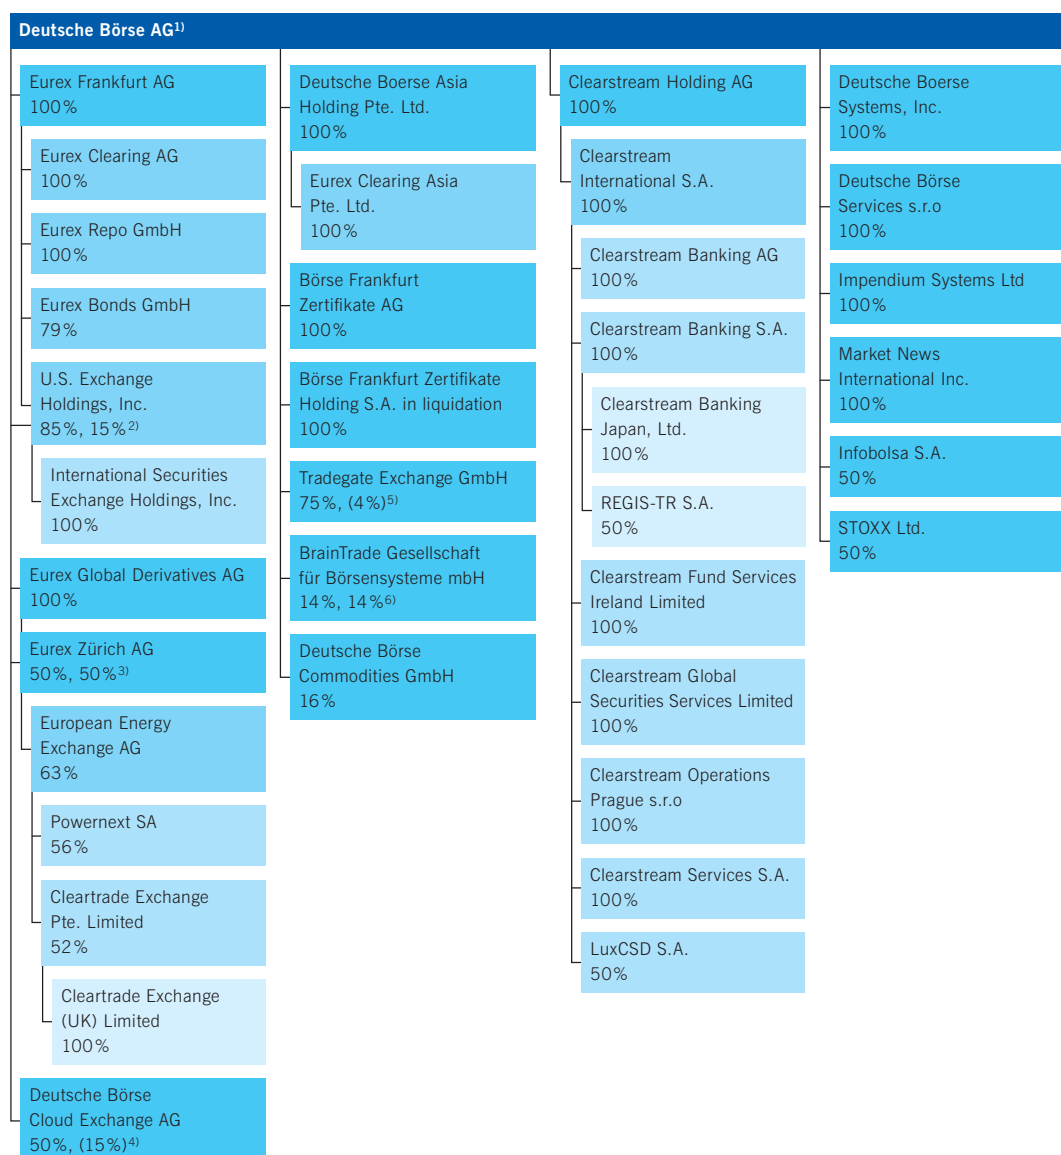 Deutsche Börse AG1)
Eurex Frankfurt AG
100%
Eurex Clearing AG
100%
Eurex Repo GmbH
100%
Eurex Bonds GmbH
79%
U.S. Exchange
Holdings, Inc.
85%, 15%2)
International Securities
Exchange Holdings, Inc.
100%
Eurex Global Derivatives AG
100%
Eurex Zürich AG
50%, 50%3)
European Energy
Exchange AG
63%
Powernext SA
56%
Cleartrade Exchange
Pte. Limited
52%
Cleartrade Exchange
(UK) Limited
100%
Deutsche Börse
Cloud Exchange AG
50%, (15%)4)
Deutsche Boerse Asia
Holding Pte. Ltd.
100%
Eurex Clearing Asia
Pte. Ltd.
100%
Börse Frankfurt
Zertifikate AG
100%
Börse Frankfurt Zertifikate
Holding S.A. in liquidation
100%
Tradegate Exchange GmbH
75%, (4%)5)
BrainTrade Gesellschaft
für Börsensysteme mbH
14%, 14%6)
Deutsche Börse
Commodities GmbH
16%
Clearstream Holding AG
100%
Clearstream
International S.A.
100%
Clearstream Banking AG
100%
Clearstream Banking S.A.
100%
Clearstream Banking
Japan, Ltd.
100%
REGIS-TR S.A.
50%
Clearstream Fund Services
Ireland Limited
100%
Clearstream Global
Securities Services Limited
100%
Clearstream Operations
Prague s.r.o
100%
Clearstream Services S.A.
100%
LuxCSD S.A.
50%
Deutsche Boerse
Systems, Inc.
100%
Deutsche Börse
Services s.r.o
100%
Impendium Systems Ltd
100%
Market News
International Inc.
100%
Infobolsa S.A.
50%
STOXX Ltd.
50%